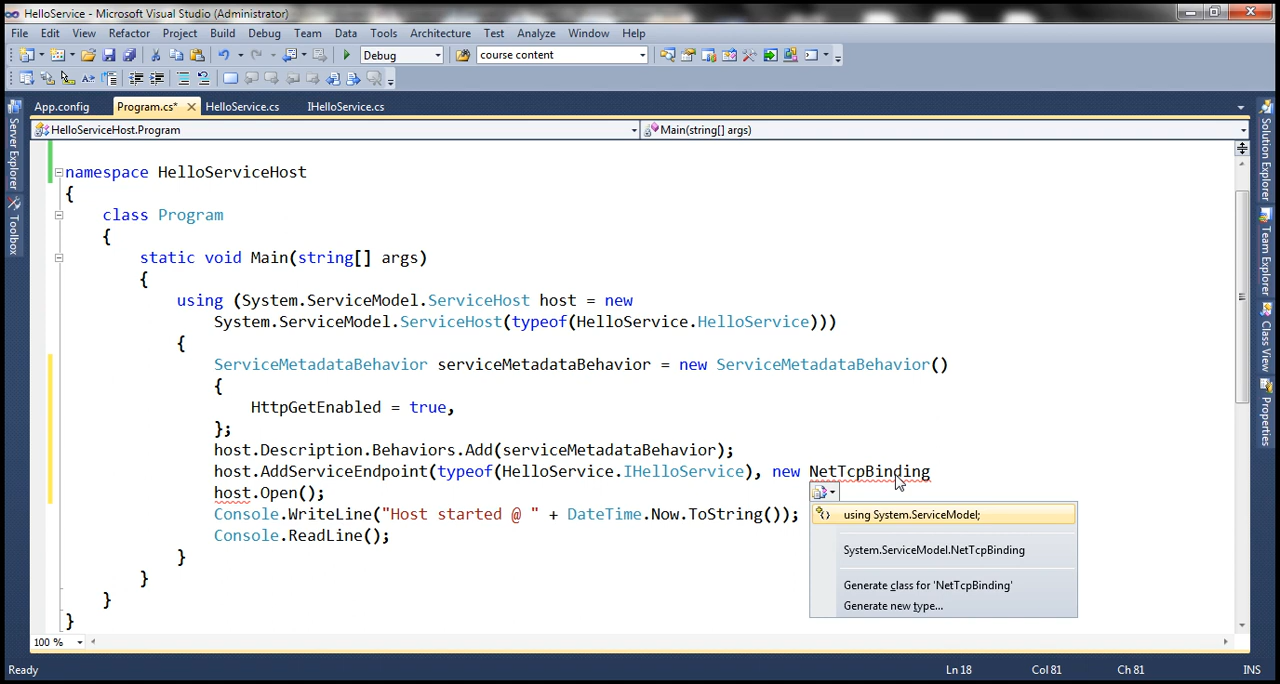 HelloService - Microsoft Visual Studio (Administrator)
File Edit View Refactor Project Build Debug Team Data Tools Architecture Test Analyze Window Help
Debug course content
App.config Program.cs* HelloService.cs IHelloService.cs
HelloServiceHost.Program Main(string[] args)
Server Explorer
Toolbox
Solution Explorer
Team Explorer
Class View
Properties
namespace HelloServiceHost
{
class Program
{
static void Main(string[] args)
{
using (System.ServiceModel.ServiceHost host = new
System.ServiceModel.ServiceHost(typeof(HelloService.HelloService)))
{
ServiceMetadataBehavior serviceMetadataBehavior = new ServiceMetadataBehavior()
{
HttpGetEnabled = true,
};
host.Description.Behaviors.Add(serviceMetadataBehavior);
host.AddServiceEndpoint(typeof(HelloService.IHelloService), new NetTcpBinding
host.Open();
Console.WriteLine("Host started @ " + DateTime.Now.ToString());
Console.ReadLine();
}
}
}
}
using System.ServiceModel;
System.ServiceModel.NetTcpBinding
Generate class for 'NetTcpBinding'
Generate new type...
100 %
Ready Ln 18 Col 81 Ch 81 INS